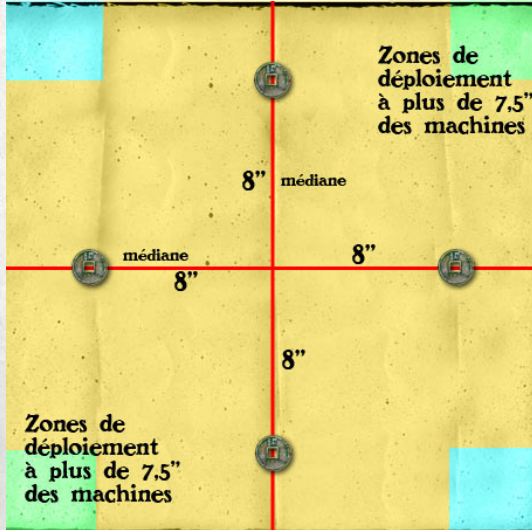 Zones de
déploiement
à plus de 7,5”
des machines
8” médiane
médiane
8”
8”
8”
Zones de
déploiement
à plus de 7,5”
des machines